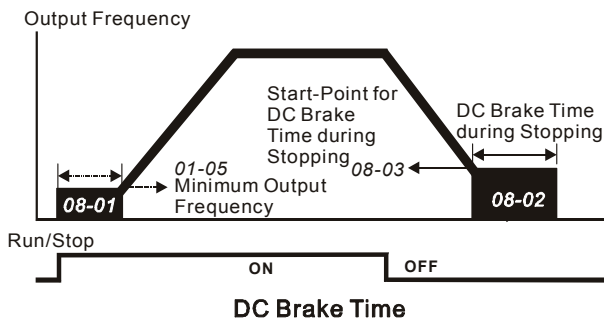 Output Frequency
Start-Point for
DC Brake
Time during
Stopping
DC Brake Time
during Stopping
01-05
08-03
Minimum Output
Frequency
08-01
08-02
Run/Stop
ON
OFF
DC Brake Time